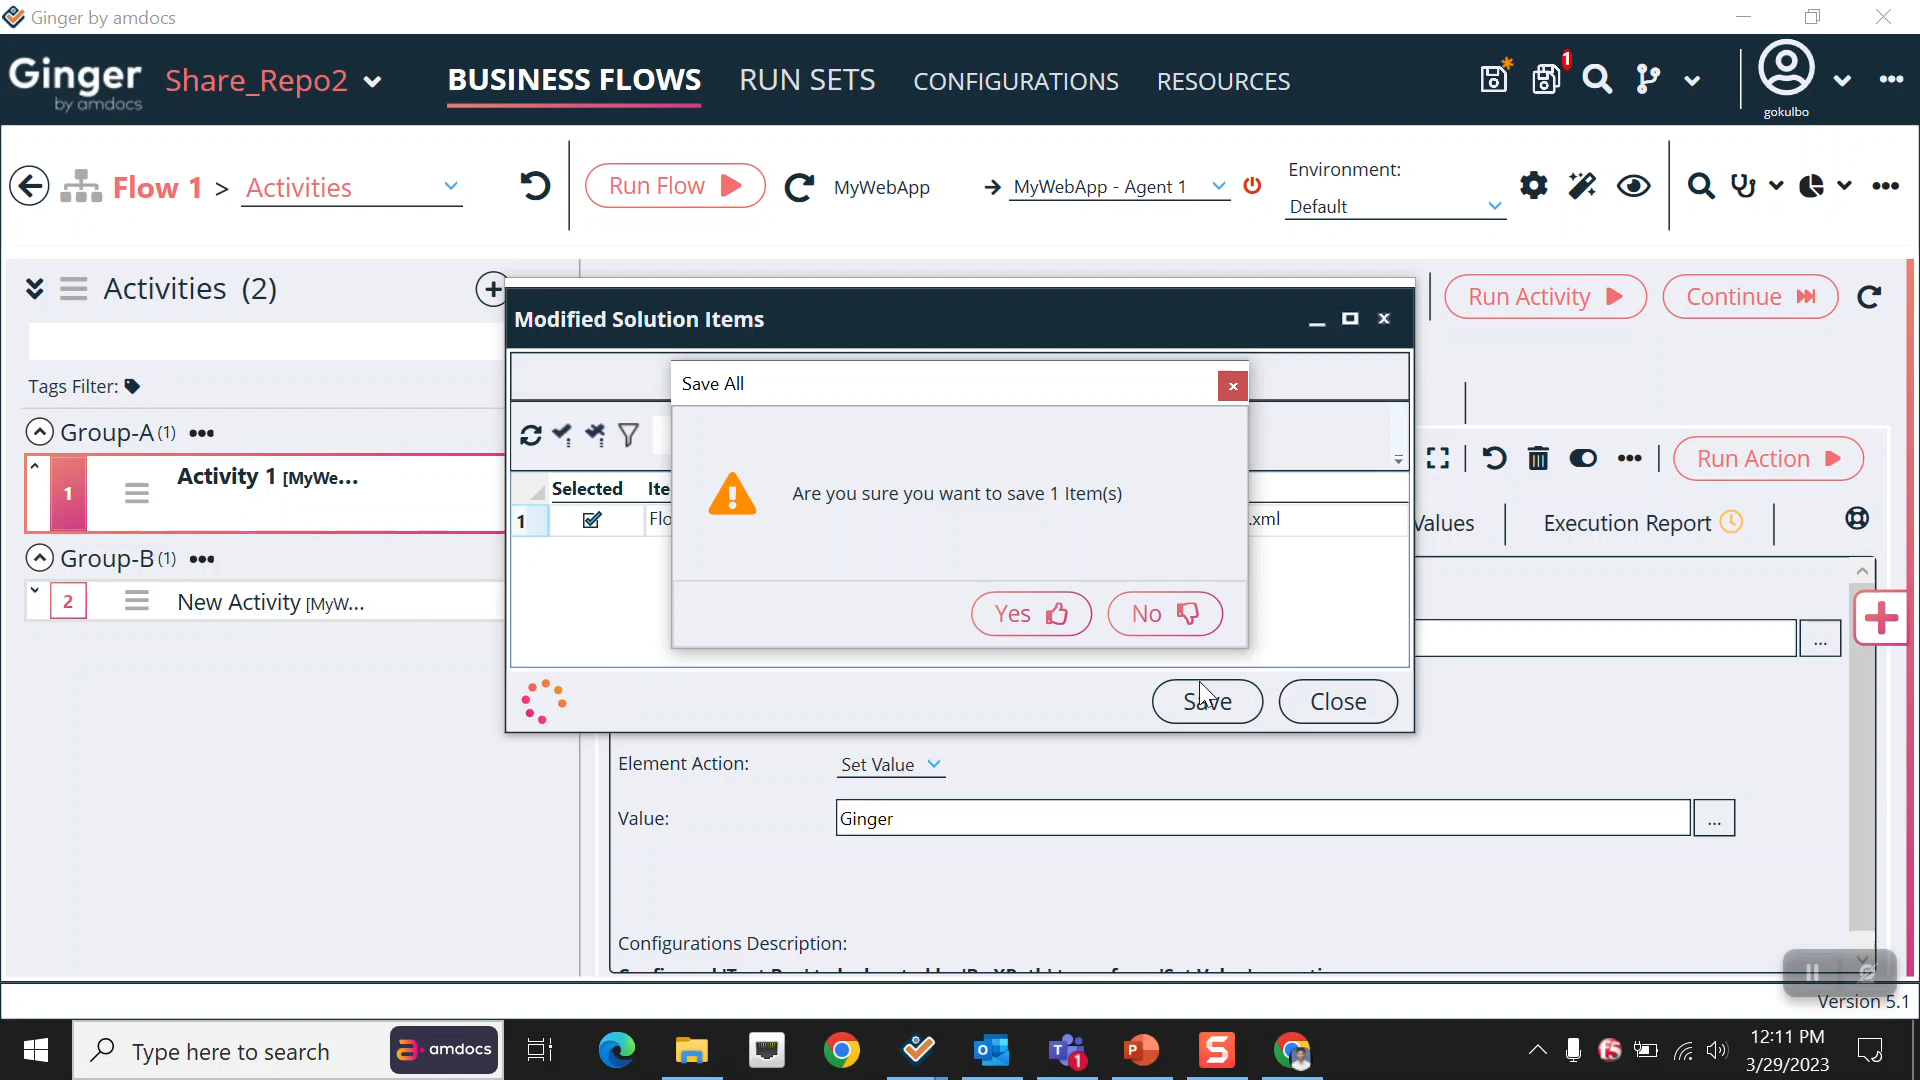 Ginger by amdocs
Ginger by amdocs
Share_Repo2
BUSINESS FLOWS
RUN SETS
CONFIGURATIONS
RESOURCES
1
gokulbo
Flow 1 > Activities
Run Flow
MyWebApp
MyWebApp - Agent 1
Environment:
Default
Activities (2)
Tags Filter:
Group-A (1)
1
Activity 1 [MyWe...
Group-B (1)
2
New Activity [MyW...
Run Activity
Continue
Run Action
Values
Execution Report
Modified Solution Items
Selected
Ite
1
Flo
.xml
Save All
Are you sure you want to save 1 Item(s)
Yes
No
Save
Close
...
Element Action:
Set Value
Value:
Ginger
...
Configurations Description:
Version 5.1
Type here to search
amdocs
1
12:11 PM
3/29/2023